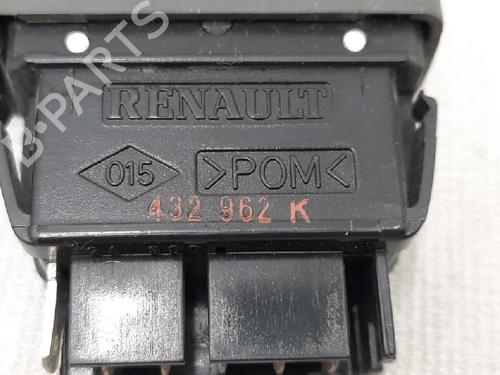 B-PARTS
RENAULT
015 >POM<
432 962 K